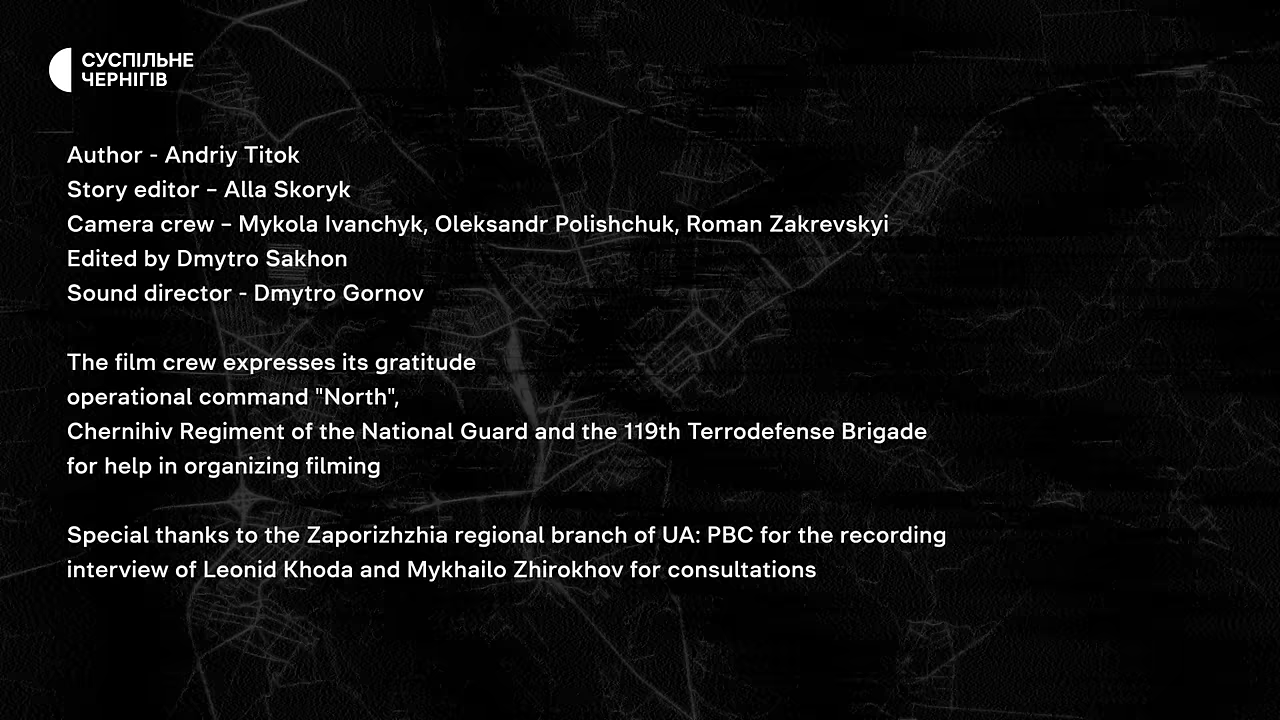 СУСПІЛЬНЕ
ЧЕРНІГІВ
Author - Andriy Titok
Story editor – Alla Skoryk
Camera crew – Mykola Ivanchyk, Oleksandr Polishchuk, Roman Zakrevskyi
Edited by Dmytro Sakhon
Sound director - Dmytro Gornov
The film crew expresses its gratitude
operational command "North",
Chernihiv Regiment of the National Guard and the 119th Terrodefense Brigade
for help in organizing filming
Special thanks to the Zaporizhzhia regional branch of UA: PBC for the recording
interview of Leonid Khoda and Mykhailo Zhirokhov for consultations